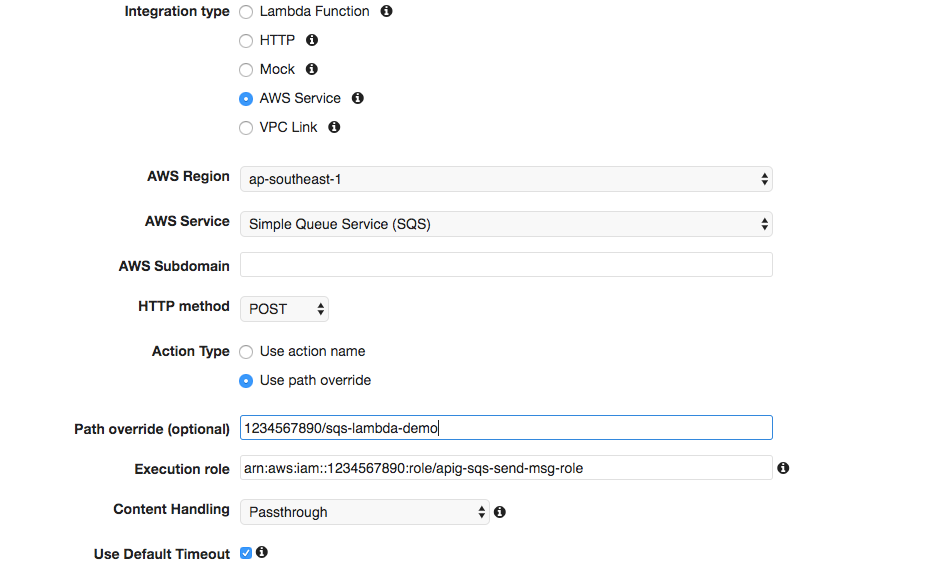 Integration type Lambda Function
HTTP
Mock
AWS Service
VPC Link
AWS Region ap-southeast-1
AWS Service Simple Queue Service (SQS)
AWS Subdomain
HTTP method POST
Action Type Use action name
Use path override
Path override (optional) 1234567890/sqs-lambda-demo
Execution role arn:aws:iam::1234567890:role/apig-sqs-send-msg-role
Content Handling Passthrough
Use Default Timeout